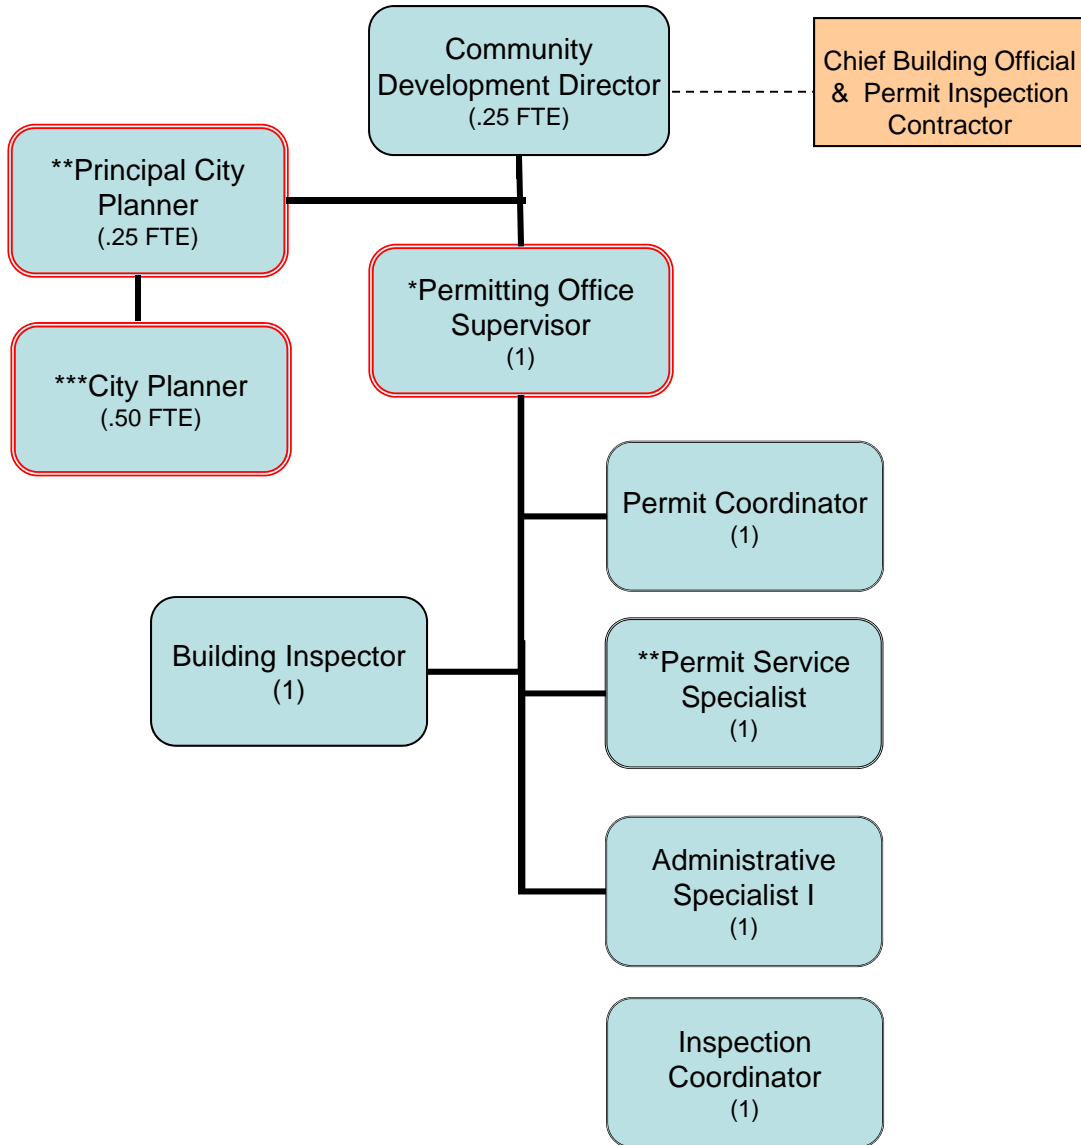 Community
Development Director
(.25 FTE)
Chief Building Official
& Permit Inspection
Contractor
**Principal City
Planner
(.25 FTE)
*Permitting Office
Supervisor
(1)
***City Planner
(.50 FTE)
Permit Coordinator
(1)
Building Inspector
(1)
**Permit Service
Specialist
(1)
Administrative
Specialist I
(1)
Inspection
Coordinator
(1)